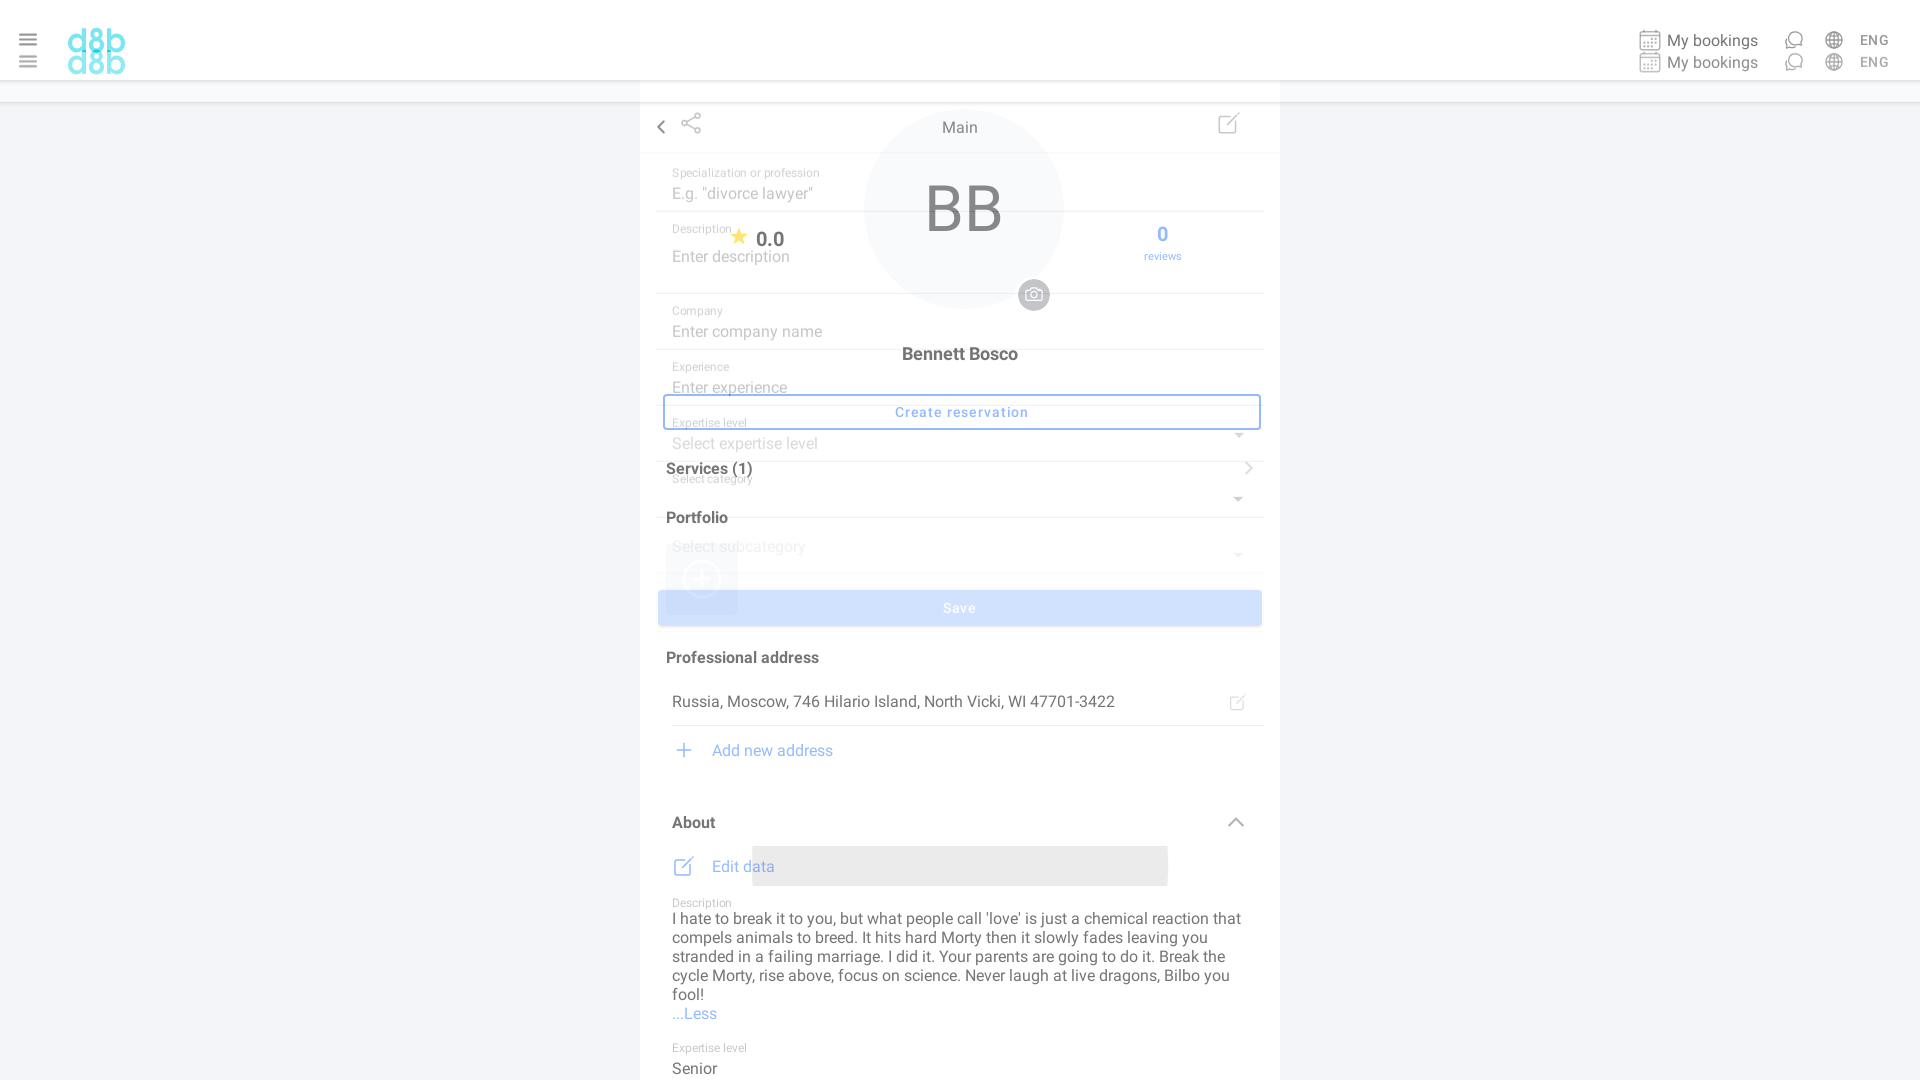 d8b
My bookings
ENG
d8b
My bookings
ENG
Main
Specialization or profession
E.g. "divorce lawyer"
BB
Description
0.0
0
Enter description
reviews
Company
Enter company name
Bennett Bosco
Experience
Enter experience
Create reservation
Expertise level
Select expertise level
Services (1)
Select category
Portfolio
Select subcategory
Save
Professional address
Russia, Moscow, 746 Hilario Island, North Vicki, WI 47701-3422
Add new address
About
Edit data
Description
I hate to break it to you, but what people call 'love' is just a chemical reaction that
compels animals to breed. It hits hard Morty then it slowly fades leaving you
stranded in a failing marriage. I did it. Your parents are going to do it. Break the
cycle Morty, rise above, focus on science. Never laugh at live dragons, Bilbo you
fool!
...Less
Expertise level
Senior